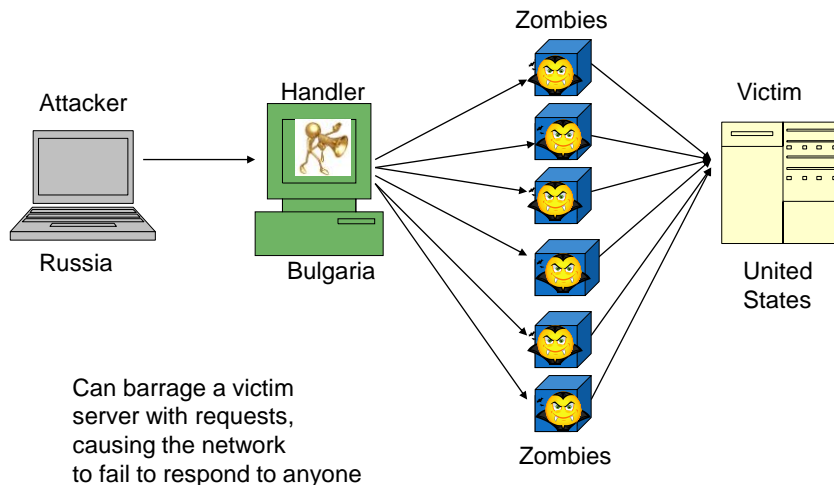 Zombies
Attacker
Handler
Victim
Russia
Bulgaria
United
States
Can barrage a victim
server with requests,
causing the network
to fail to respond to anyone
Zombies